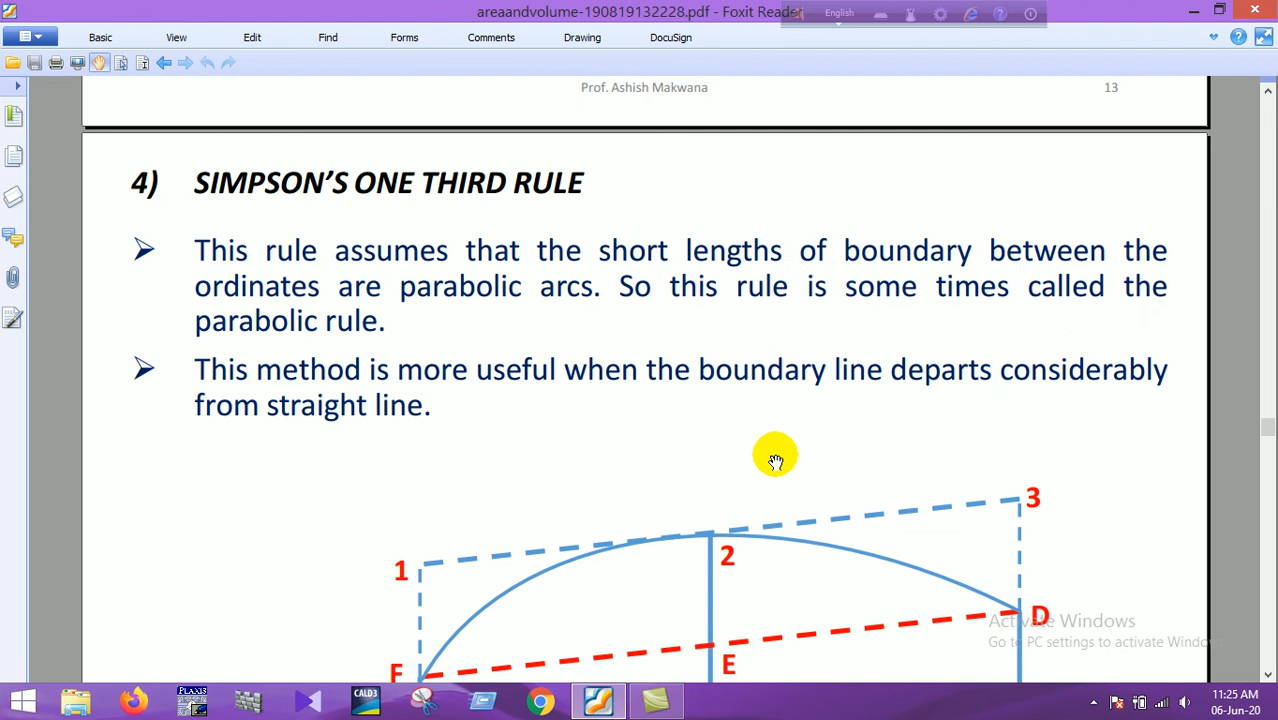 areaandvolume-190819132228.pdf - Foxit Reader
English
Basic View Edit Find Forms Comments Drawing DocuSign
Prof. Ashish Makwana 13
4) SIMPSON'S ONE THIRD RULE
➢ This rule assumes that the short lengths of boundary between the
ordinates are parabolic arcs. So this rule is some times called the
parabolic rule.
➢ This method is more useful when the boundary line departs considerably
from straight line.
3
1
2
D
Activate Windows
Go to PC settings to activate Windows.
E
F
PLAXIS
CALD3
11:25 AM
06-Jun-20